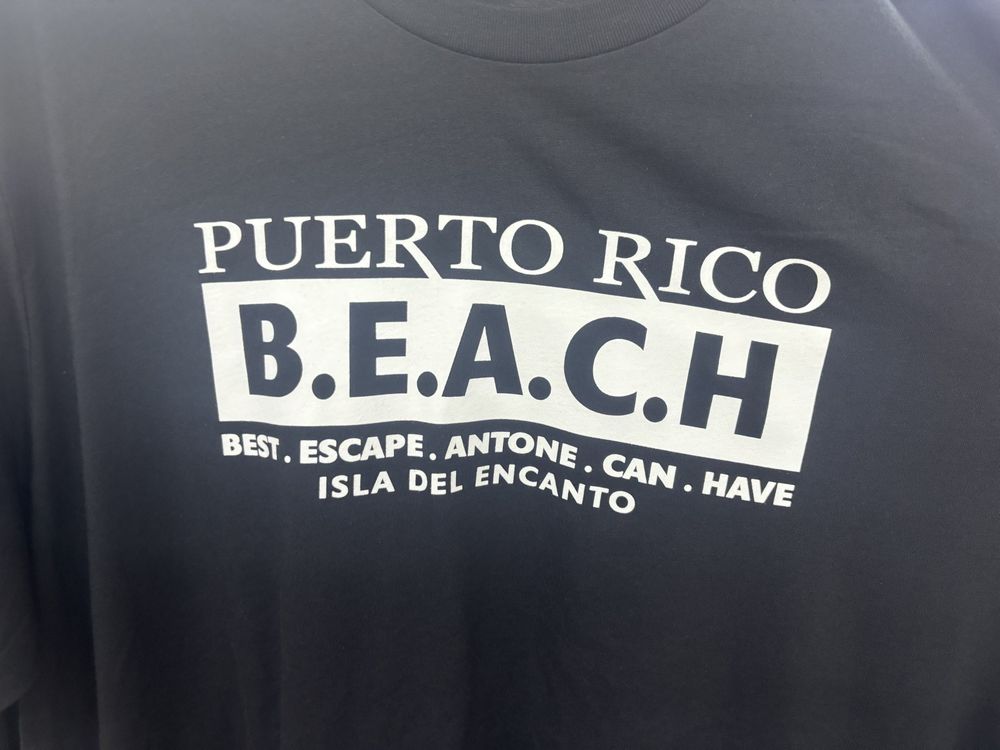 PUERTO RICO
B.E.A.C.H
BEST . ESCAPE . ANTONE . CAN . HAVE
ISLA DEL ENCANTO